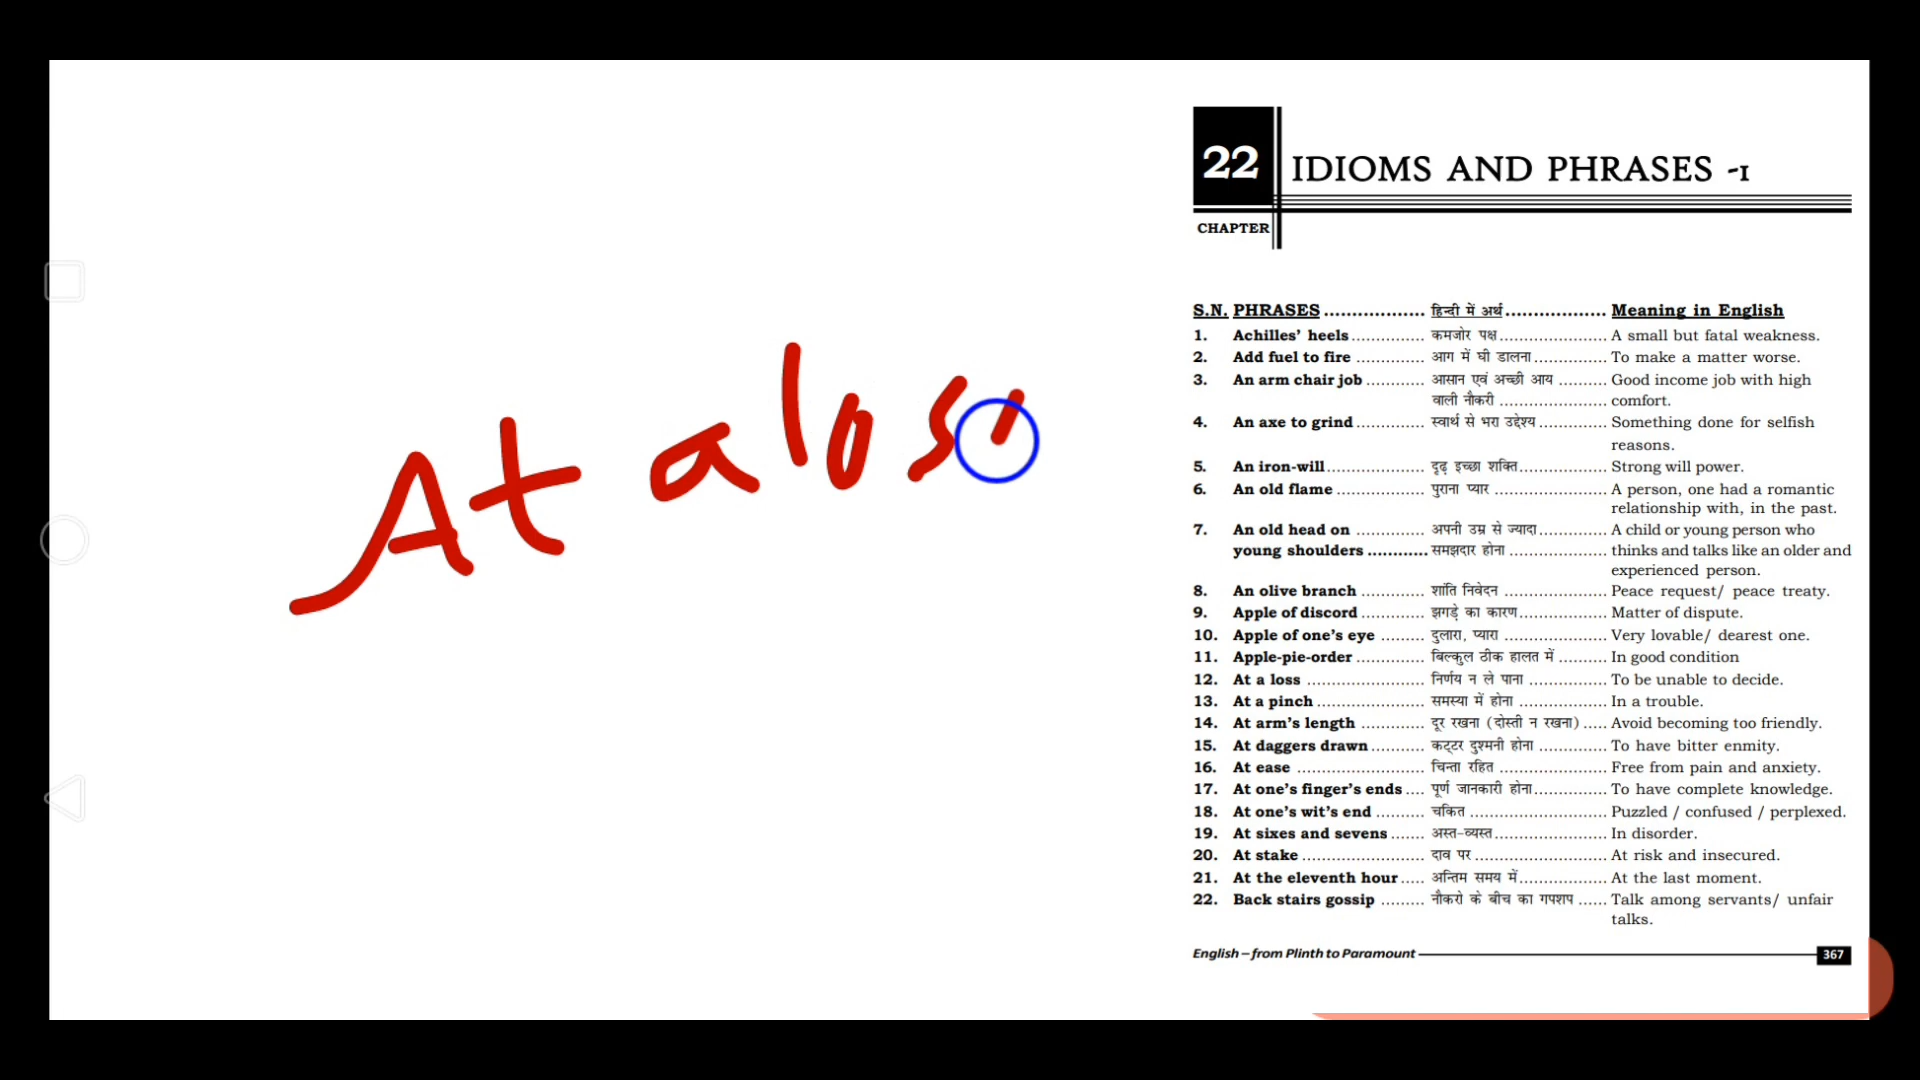 At a los
22
IDIOMS AND PHRASES -I
CHAPTER
S.N. PHRASES .................. हिन्दी में अर्थ .................. Meaning in English
1. Achilles' heels .............. कमजोर पक्ष ...................... A small but fatal weakness.
2. Add fuel to fire ............. आग में घी डालना ............. To make a matter worse.
3. An arm chair job ........... आसान एवं अच्छी आय .......... Good income job with high
वाली नौकरी ...................... comfort.
4. An axe to grind ............. स्वार्थ से भरा उद्देश्य ............. Something done for selfish
reasons.
5. An iron-will .................... दृढ़ इच्छा शक्ति ................ Strong will power.
6. An old flame .................. पुराना प्यार ....................... A person, one had a romantic
relationship with, in the past.
7. An old head on .............. अपनी उम्र से ज्यादा .............. A child or young person who
young shoulders ............ समझदार होना .................... thinks and talks like an older and
experienced person.
8. An olive branch ............. शांति निवेदन ..................... Peace request/ peace treaty.
9. Apple of discord ............. झगड़े का कारण .................. Matter of dispute.
10. Apple of one's eye ......... दुलारा, प्यारा ...................... Very lovable/ dearest one.
11. Apple-pie-order .............. बिल्कुल ठीक हालत में .......... In good condition
12. At a loss ........................ निर्णय न ले पाना ................ To be unable to decide.
13. At a pinch ...................... समस्या में होना .................. In a trouble.
14. At arm's length ............. दूर रखना (दोस्ती न रखना) ..... Avoid becoming too friendly.
15. At daggers drawn ........... कट्टर दुश्मनी होना ............... To have bitter enmity.
16. At ease .......................... चिन्ता रहित ...................... Free from pain and anxiety.
17. At one's finger's ends .... पूर्ण जानकारी होना ............... To have complete knowledge.
18. At one's wit's end .......... चकित ............................ Puzzled / confused / perplexed.
19. At sixes and sevens ....... अस्त-व्यस्त ....................... In disorder.
20. At stake ......................... दाव पर ........................... At risk and insecured.
21. At the eleventh hour ..... अन्तिम समय में .................. At the last moment.
22. Back stairs gossip ......... नौकरो के बीच का गपशप ...... Talk among servants/ unfair
talks.
English – from Plinth to Paramount
367